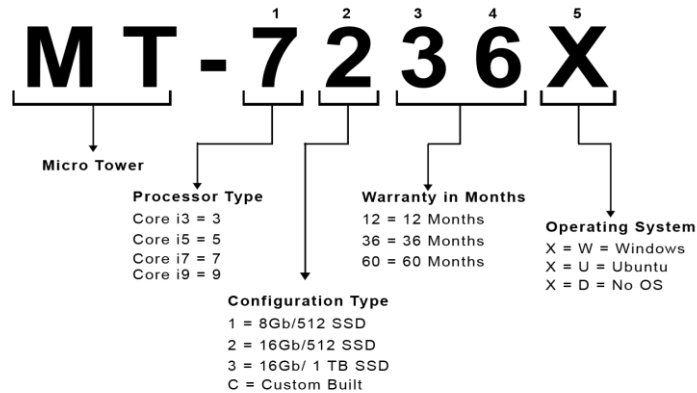 1 2 3 4 5
MT-7236X
Micro Tower
Processor Type
Core i3 = 3
Core i5 = 5
Core i7 = 7
Core i9 = 9
Configuration Type
1 = 8Gb/512 SSD
2 = 16Gb/512 SSD
3 = 16Gb/ 1 TB SSD
C = Custom Built
Warranty in Months
12 = 12 Months
36 = 36 Months
60 = 60 Months
Operating System
X = W = Windows
X = U = Ubuntu
X = D = No OS